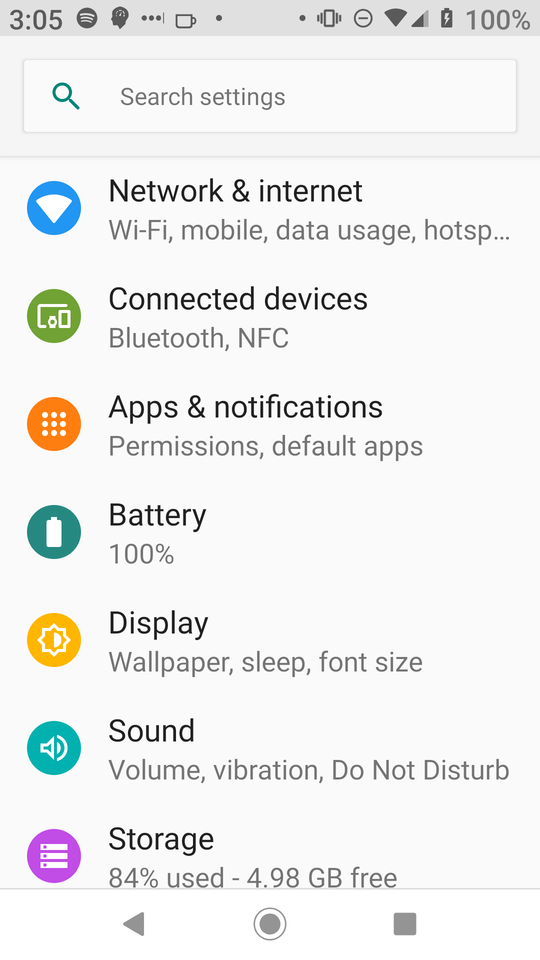 3:05 100%
Search settings
Network & internet
Wi-Fi, mobile, data usage, hotsp...
Connected devices
Bluetooth, NFC
Apps & notifications
Permissions, default apps
Battery
100%
Display
Wallpaper, sleep, font size
Sound
Volume, vibration, Do Not Disturb
Storage
84% used - 4.98 GB free